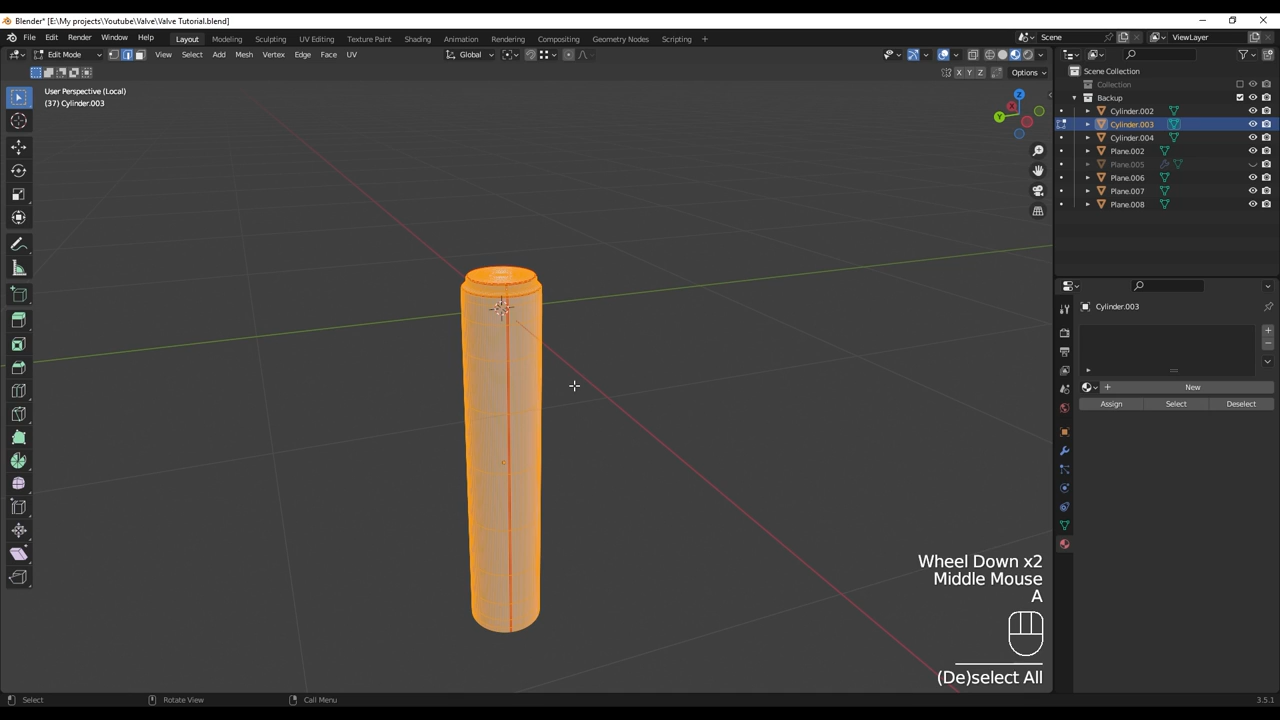 Blender* [E:\My projects\Youtube\Valve\Valve Tutorial.blend]
File Edit Render Window Help Layout Modeling Sculpting UV Editing Texture Paint Shading Animation Rendering Compositing Geometry Nodes Scripting Scene ViewLayer
Edit Mode View Select Add Mesh Vertex Edge Face UV Global
X Y Z Options
User Perspective (Local)
(37) Cylinder.003
Z
Y
X
Scene Collection
Collection
Backup
Cylinder.002
Cylinder.003
Cylinder.004
Plane.002
Plane.005
Plane.006
Plane.007
Plane.008
Cylinder.003
New
Assign Select Deselect
Wheel Down x2
Middle Mouse
A
(De)select All
Select Rotate View Call Menu 3.5.1